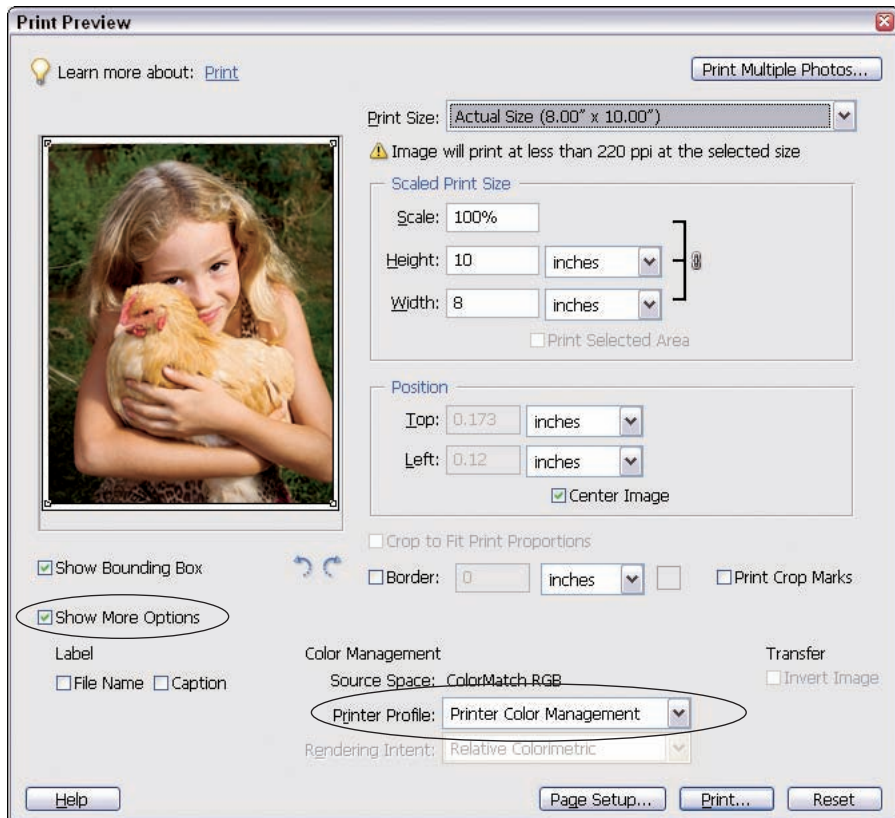 Print Preview
Learn more about: Print
Print Multiple Photos...
Print Size: Actual Size (8.00" x 10.00")
Image will print at less than 220 ppi at the selected size
Scaled Print Size
Scale: 100%
Height: 10 inches
Width: 8 inches
Print Selected Area
Position
Top: 0.173 inches
Left: 0.12 inches
Center Image
Crop to Fit Print Proportions
Show Bounding Box
Border: 0 inches
Print Crop Marks
Show More Options
Label
File Name Caption
Color Management
Source Space: ColorMatch RGB
Printer Profile: Printer Color Management
Rendering Intent: Relative Colorimetric
Transfer
Invert Image
Help
Page Setup...
Print...
Reset